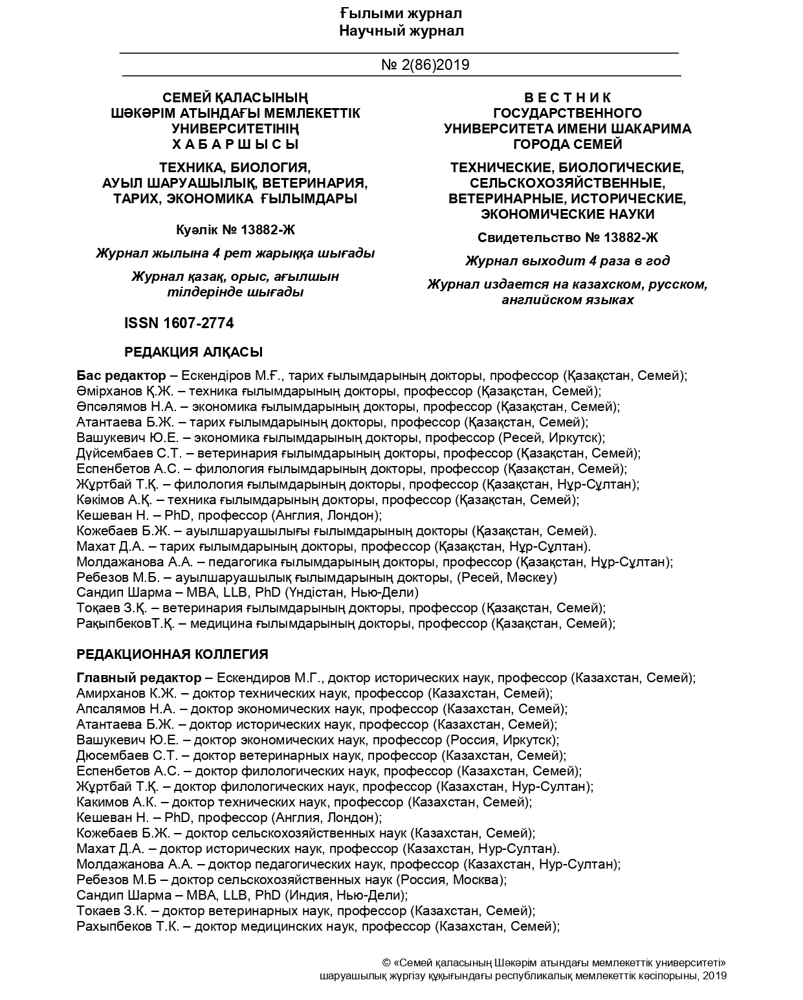 Ғылыми журнал
Научный журнал
№ 2(86)2019
СЕМЕЙ ҚАЛАСЫНЫҢ
ШӘКӘРІМ АТЫНДАҒЫ МЕМЛЕКЕТТІК
УНИВЕРСИТЕТІНІҢ
Х А Б А Р Ш Ы С Ы
ТЕХНИКА, БИОЛОГИЯ,
АУЫЛ ШАРУАШЫЛЫҚ, ВЕТЕРИНАРИЯ,
ТАРИХ, ЭКОНОМИКА ҒЫЛЫМДАРЫ
Куәлік № 13882-Ж
Журнал жылына 4 рет жарыққа шығады
Журнал қазақ, орыс, ағылшын
тілдерінде шығады
В Е С Т Н И К
ГОСУДАРСТВЕННОГО
УНИВЕРСИТЕТА ИМЕНИ ШАКАРИМА
ГОРОДА СЕМЕЙ
ТЕХНИЧЕСКИЕ, БИОЛОГИЧЕСКИЕ,
СЕЛЬСКОХОЗЯЙСТВЕННЫЕ,
ВЕТЕРИНАРНЫЕ, ИСТОРИЧЕСКИЕ,
ЭКОНОМИЧЕСКИЕ НАУКИ
Свидетельство № 13882-Ж
Журнал выходит 4 раза в год
Журнал издается на казахском, русском,
английском языках
ISSN 1607-2774
РЕДАКЦИЯ АЛҚАСЫ
Бас редактор – Ескендіров М.Ғ., тарих ғылымдарының докторы, профессор (Қазақстан, Семей);
Әмірханов Қ.Ж. – техника ғылымдарының докторы, профессор (Қазақстан, Семей);
Әпсәлямов Н.А. – экономика ғылымдарының докторы, профессор (Қазақстан, Семей);
Атантаева Б.Ж. – тарих ғылымдарының докторы, профессор (Қазақстан, Семей);
Вашукевич Ю.Е. – экономика ғылымдарының докторы, профессор (Ресей, Иркутск);
Дүйсембаев С.Т. – ветеринария ғылымдарының докторы, профессор (Қазақстан, Семей);
Еспенбетов А.С. – филология ғылымдарының докторы, профессор (Қазақстан, Семей);
Жұртбай Т.Қ. – филология ғылымдарының докторы, профессор (Қазақстан, Нұр-Сұлтан);
Кәкімов А.Қ. – техника ғылымдарының докторы, профессор (Қазақстан, Семей);
Кешеван Н. – PhD, профессор (Англия, Лондон);
Кожебаев Б.Ж. – ауылшаруашылығы ғылымдарының докторы (Қазақстан, Семей).
Махат Д.А. – тарих ғылымдарының докторы, профессор (Қазақстан, Нұр-Сұлтан).
Молдажанова А.А. – педагогика ғылымдарының докторы, профессор (Қазақстан, Нұр-Сұлтан);
Ребезов М.Б. – ауылшаруашылық ғылымдарының докторы, (Ресей, Мәскеу)
Сандип Шарма – MBA, LLB, PhD (Үндістан, Нью-Дели)
Тоқаев З.Қ. – ветеринария ғылымдарының докторы, профессор (Қазақстан, Семей);
РақыпбековТ.Қ. – медицина ғылымдарының докторы, профессор (Қазақстан, Семей);
РЕДАКЦИОННАЯ КОЛЛЕГИЯ
Главный редактор – Ескендиров М.Г., доктор исторических наук, профессор (Казахстан, Семей);
Амирханов К.Ж. – доктор технических наук, профессор (Казахстан, Семей);
Апсалямов Н.А. – доктор экономических наук, профессор (Казахстан, Семей);
Атантаева Б.Ж. – доктор исторических наук, профессор (Казахстан, Семей);
Вашукевич Ю.Е. – доктор экономических наук, профессор (Россия, Иркутск);
Дюсембаев С.Т. – доктор ветеринарных наук, профессор (Казахстан, Семей);
Еспенбетов А.С. – доктор филологических наук, профессор (Казахстан, Семей);
Жұртбай Т.Қ. – доктор филологических наук, профессор (Казахстан, Нур-Султан);
Какимов А.К. – доктор технических наук, профессор (Казахстан, Семей);
Кешеван Н. – PhD, профессор (Англия, Лондон);
Кожебаев Б.Ж. – доктор сельскохозяйственных наук (Казахстан, Семей);
Махат Д.А. – доктор исторических наук, профессор (Казахстан, Нур-Султан).
Молдажанова А.А. – доктор педагогических наук, профессор (Казахстан, Нур-Султан);
Ребезов М.Б – доктор сельскохозяйственных наук (Россия, Москва);
Сандип Шарма – MBA, LLB, PhD (Индия, Нью-Дели);
Токаев З.К. – доктор ветеринарных наук, профессор (Казахстан, Семей);
Рахыпбеков Т.К. – доктор медицинских наук, профессор (Казахстан, Семей);
© «Семей қаласының Шәкәрім атындағы мемлекеттік университеті»
шаруашылық жүргізу құқығындағы республикалық мемлекеттік кәсіпорыны, 2019